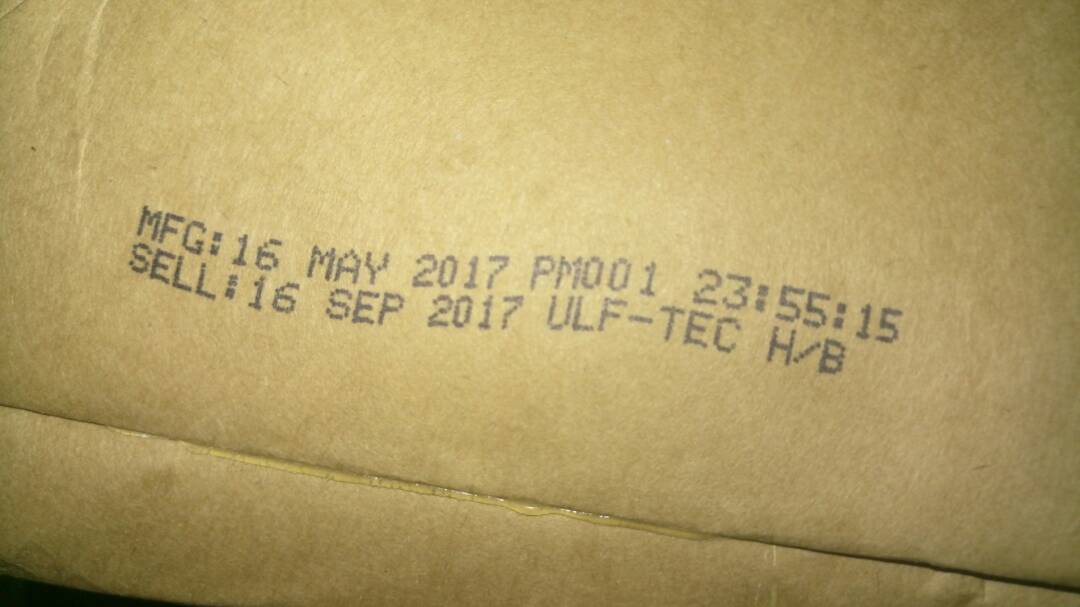 MFG:16 MAY 2017 PM001 23:55:15
SELL:16 SEP 2017 ULF-TEC H/B